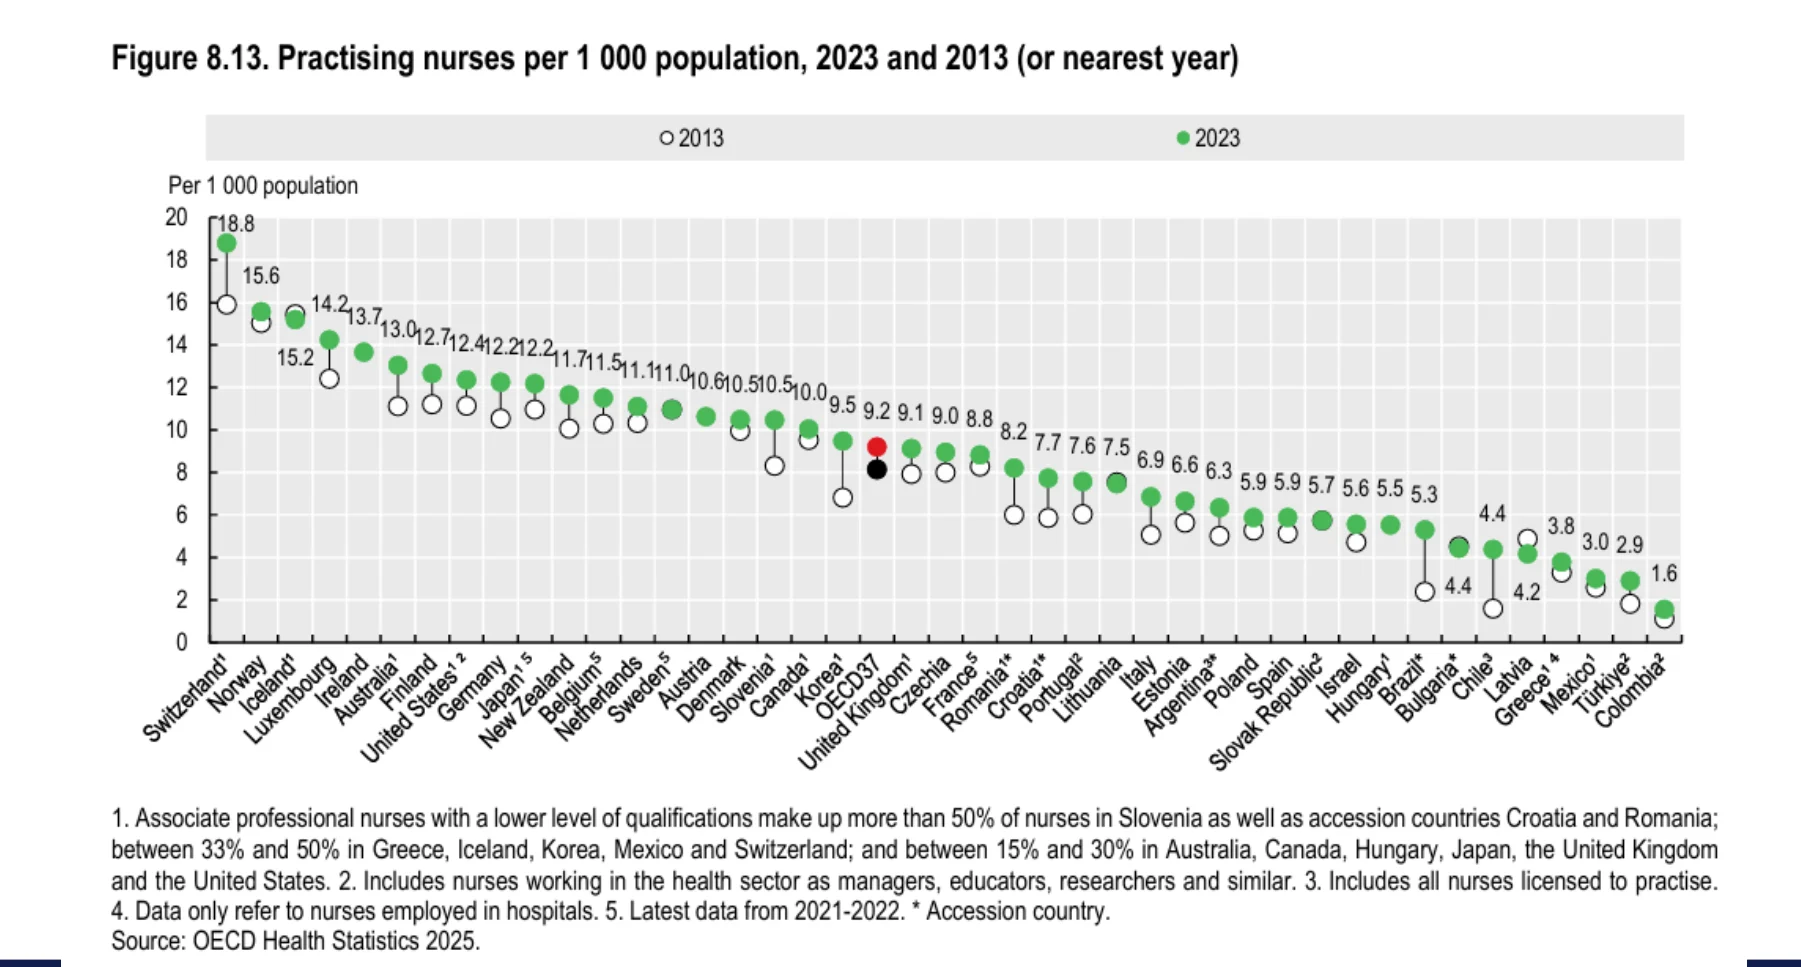 Figure 8.13. Practising nurses per 1 000 population, 2023 and 2013 (or nearest year)
2013
2023
Per 1 000 population
20
18
16
14
12
10
8
6
4
2
0
18.8
15.6
15.2
14.2
13.7
13.0
12.7
12.4
12.2
12.2
11.7
11.5
11.1
11.0
10.6
10.5
10.5
10.0
9.5
9.2
9.1
9.0
8.8
8.2
7.7
7.6
7.5
6.9
6.6
6.3
5.9
5.9
5.7
5.6
5.5
5.3
4.4
4.4
4.2
3.8
3.0
2.9
1.6
Switzerland¹
Norway
Iceland¹
Luxembourg
Ireland
Australia¹
Finland
United States¹ ²
Germany
Japan¹ ⁵
New Zealand
Belgium⁵
Netherlands
Sweden⁵
Austria
Denmark
Slovenia¹
Canada¹
Korea¹
OECD37
United Kingdom¹
Czechia
France⁵
Romania¹*
Croatia¹*
Portugal²
Lithuania
Italy
Estonia
Argentina³*
Poland
Spain
Slovak Republic²
Israel
Hungary¹
Brazil*
Bulgaria*
Chile³
Latvia
Greece¹ ⁴
Mexico¹
Türkiye²
Colombia²
1. Associate professional nurses with a lower level of qualifications make up more than 50% of nurses in Slovenia as well as accession countries Croatia and Romania;
between 33% and 50% in Greece, Iceland, Korea, Mexico and Switzerland; and between 15% and 30% in Australia, Canada, Hungary, Japan, the United Kingdom
and the United States. 2. Includes nurses working in the health sector as managers, educators, researchers and similar. 3. Includes all nurses licensed to practise.
4. Data only refer to nurses employed in hospitals. 5. Latest data from 2021-2022. * Accession country.
Source: OECD Health Statistics 2025.